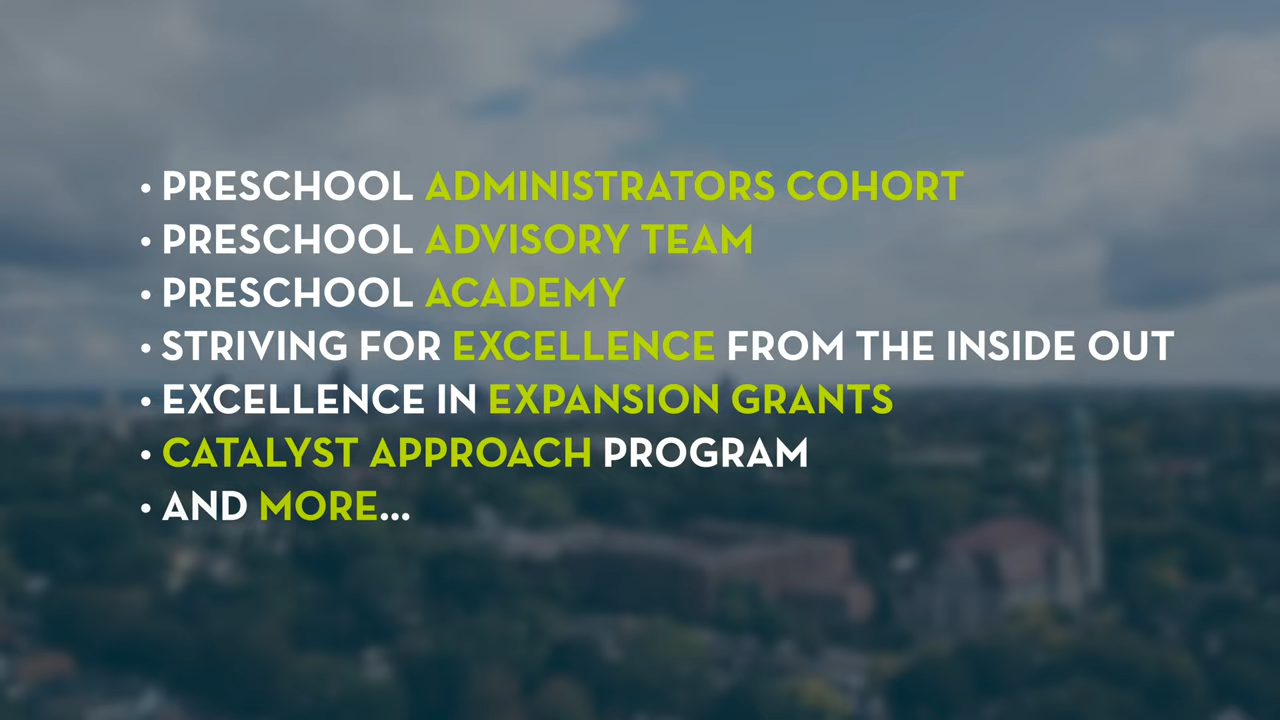 • PRESCHOOL ADMINISTRATORS COHORT
• PRESCHOOL ADVISORY TEAM
• PRESCHOOL ACADEMY
• STRIVING FOR EXCELLENCE FROM THE INSIDE OUT
• EXCELLENCE IN EXPANSION GRANTS
• CATALYST APPROACH PROGRAM
• AND MORE...